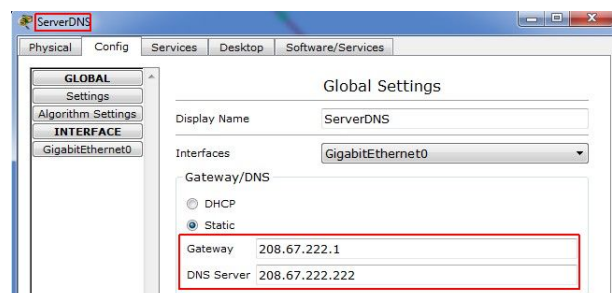 ServerDNS
Physical Config Services Desktop Software/Services
GLOBAL
Settings
Algorithm Settings
INTERFACE
GigabitEthernet0
Global Settings
Display Name ServerDNS
Interfaces GigabitEthernet0
Gateway/DNS
DHCP
Static
Gateway 208.67.222.1
DNS Server 208.67.222.222